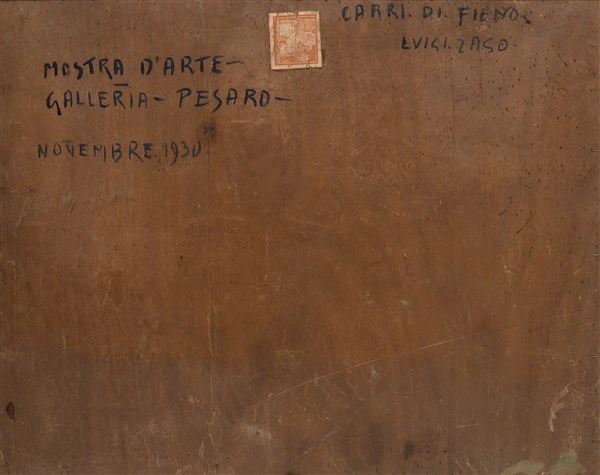 CARRI. DI. FIENO.
LUIGI. ZAGO.
MOSTRA D'ARTE-
GALLERIA - PESARO -
NOVEMBRE. 1930.